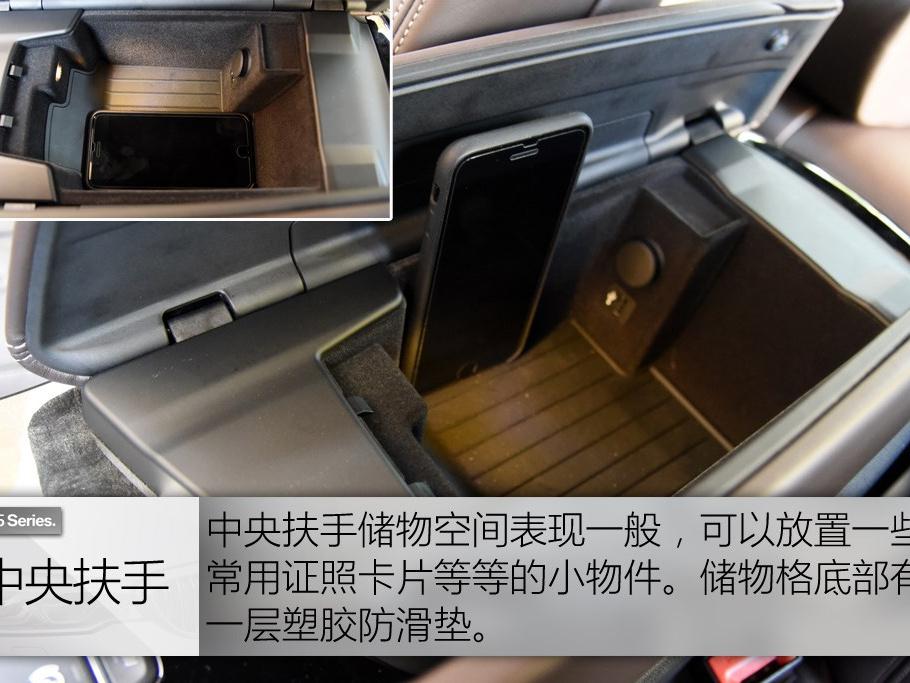 5 Series.
中央扶手
中央扶手储物空间表现一般，可以放置一些
常用证照卡片等等的小物件。储物格底部有
一层塑胶防滑垫。